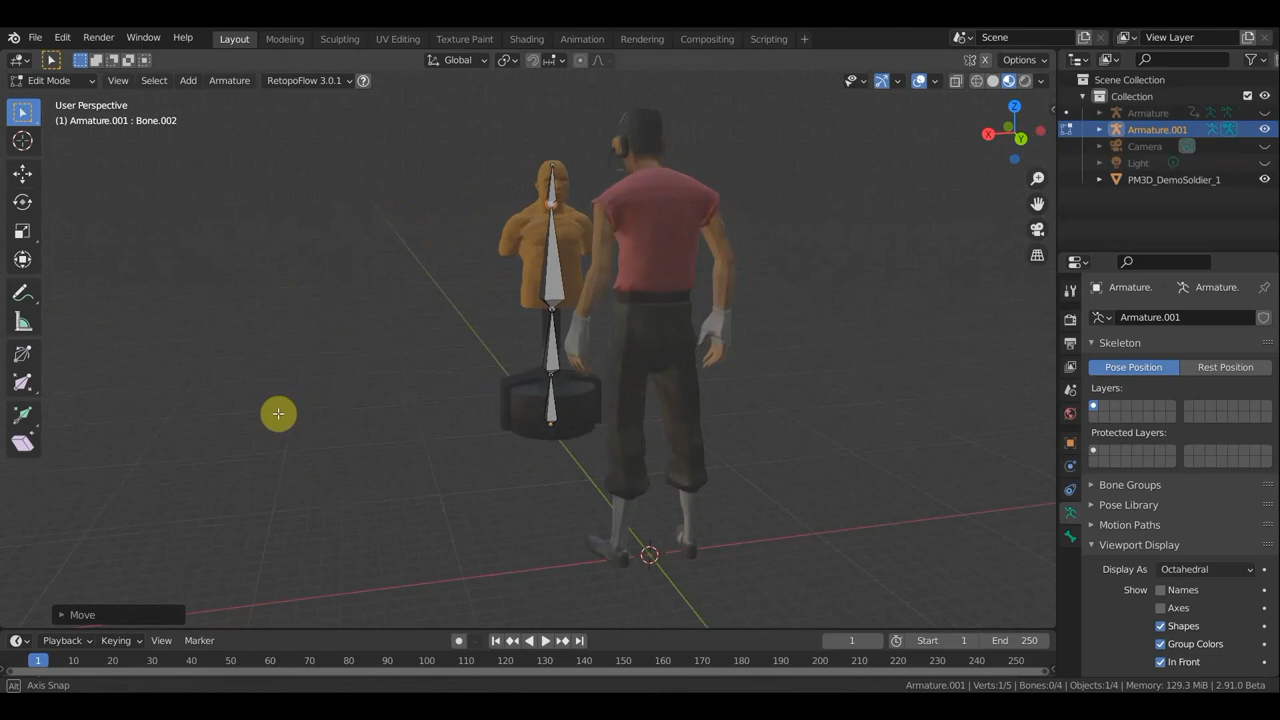 File Edit Render Window Help Layout Modeling Sculpting UV Editing Texture Paint Shading Animation Rendering Compositing Scripting + Scene View Layer
Global Options
Edit Mode View Select Add Armature RetopoFlow 3.0.1
User Perspective
(1) Armature.001 : Bone.002
Z
X
Y
Scene Collection
Collection
Armature
Armature.001
Camera
Light
PM3D_DemoSoldier_1
Armature. Armature.
Armature.001
Skeleton
Pose Position Rest Position
Layers:
Protected Layers:
Bone Groups
Pose Library
Motion Paths
Viewport Display
Display As Octahedral
Show Names
Axes
Shapes
Group Colors
In Front
Move
Playback Keying View Marker 1 Start 1 End 250
1 10 20 30 40 50 60 70 80 90 100 110 120 130 140 150 160 170 180 190 200 210 220 230 240 250
Alt Axis Snap Armature.001 | Verts:1/5 | Bones:0/4 | Objects:1/4 | Memory: 129.3 MiB | 2.91.0 Beta